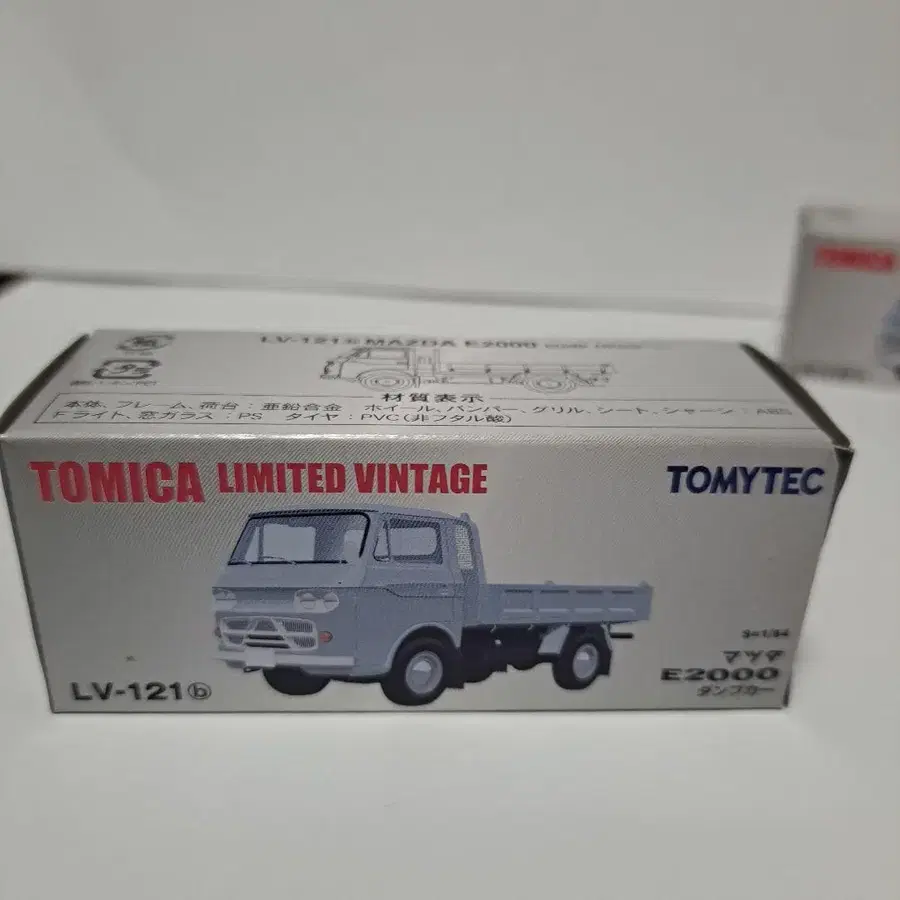 LV-121ⓑ MAZDA E2000
材質表示
本体、フレーム、荷台：亜鉛合金 ホイール、バンパー、グリル、シート、シャーシ：ABS
Fライト、窓ガラス：PS タイヤ：PVC(非フタル酸)
TOMICA LIMITED VINTAGE
TOMYTEC
S=1/64
マツダ
E2000
ダンプカー
LV-121ⓑ
TOMICA